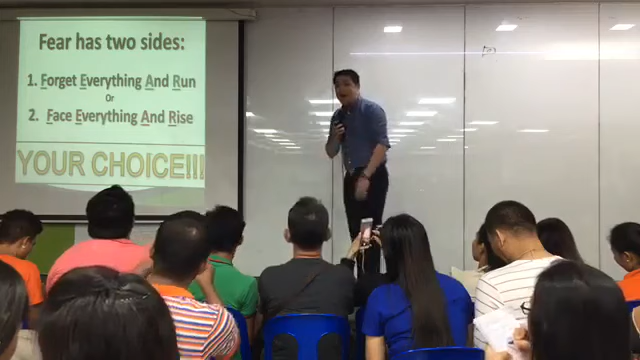 Fear has two sides:
1. Forget Everything And Run
Or
2. Face Everything And Rise
YOUR CHOICE!!!